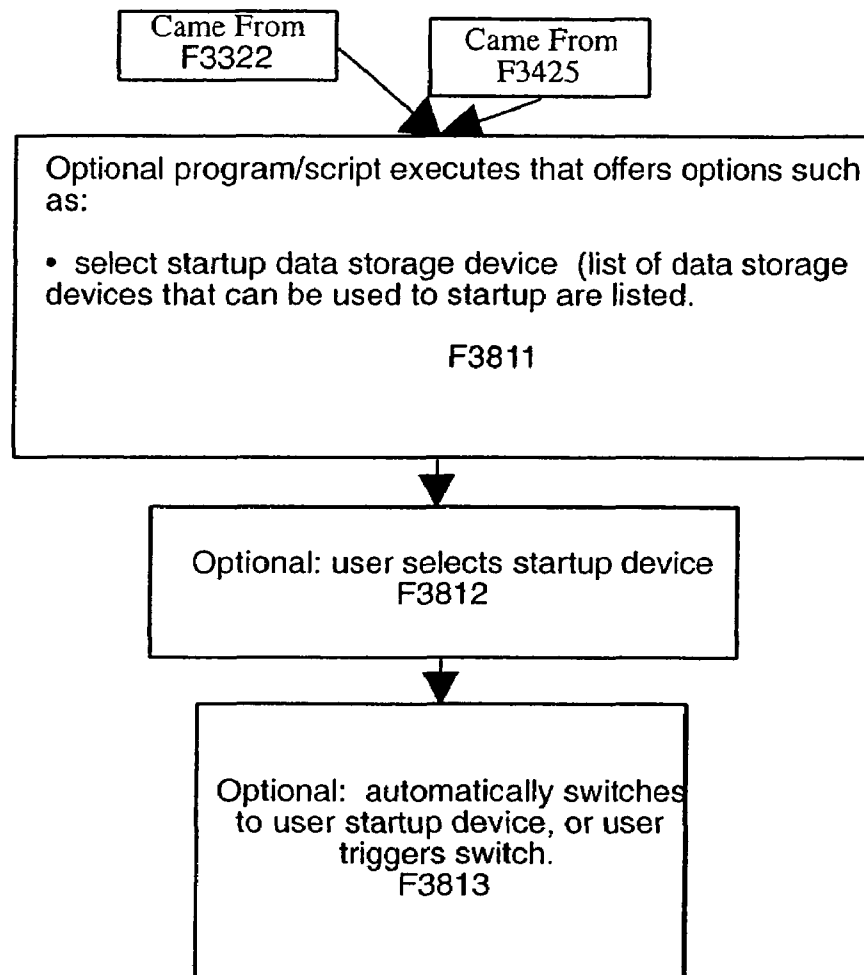 Came From
F3322
Came From
F3425
Optional program/script executes that offers options such
as:
• select startup data storage device (list of data storage
devices that can be used to startup are listed.
F3811
Optional: user selects startup device
F3812
Optional: automatically switches
to user startup device, or user
triggers switch.
F3813